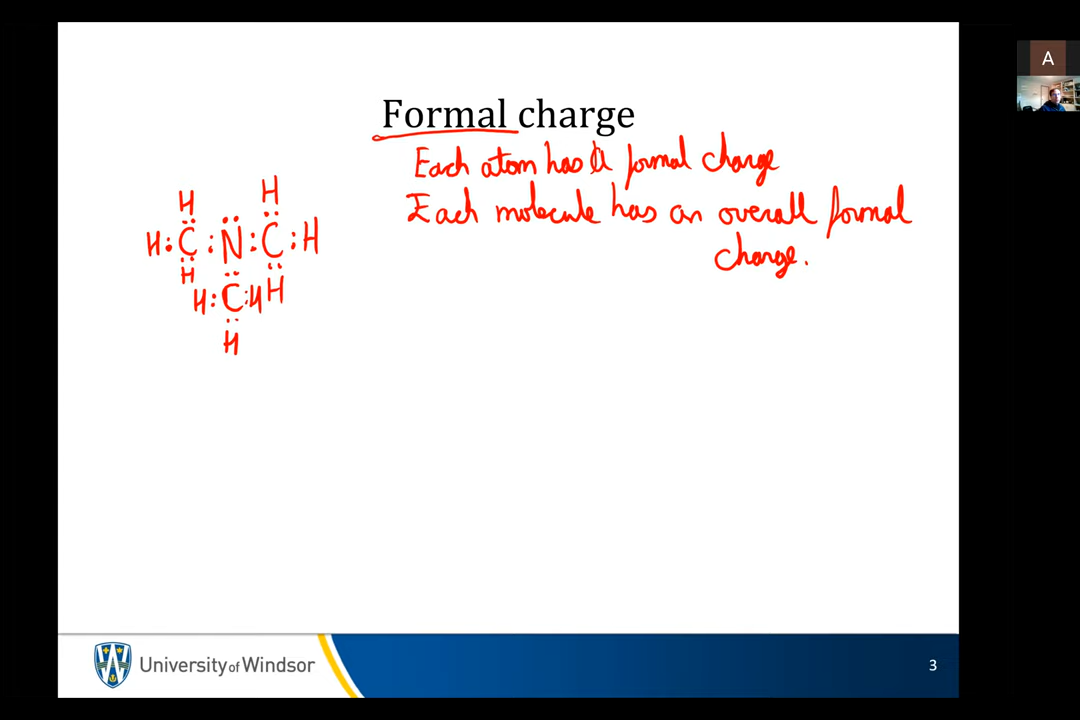 A
Formal charge
Each atom has a formal charge
Each molecule has an overall formal
charge.
H H
H:C:N:C:H
H
H:C:H H
H
University of Windsor
3